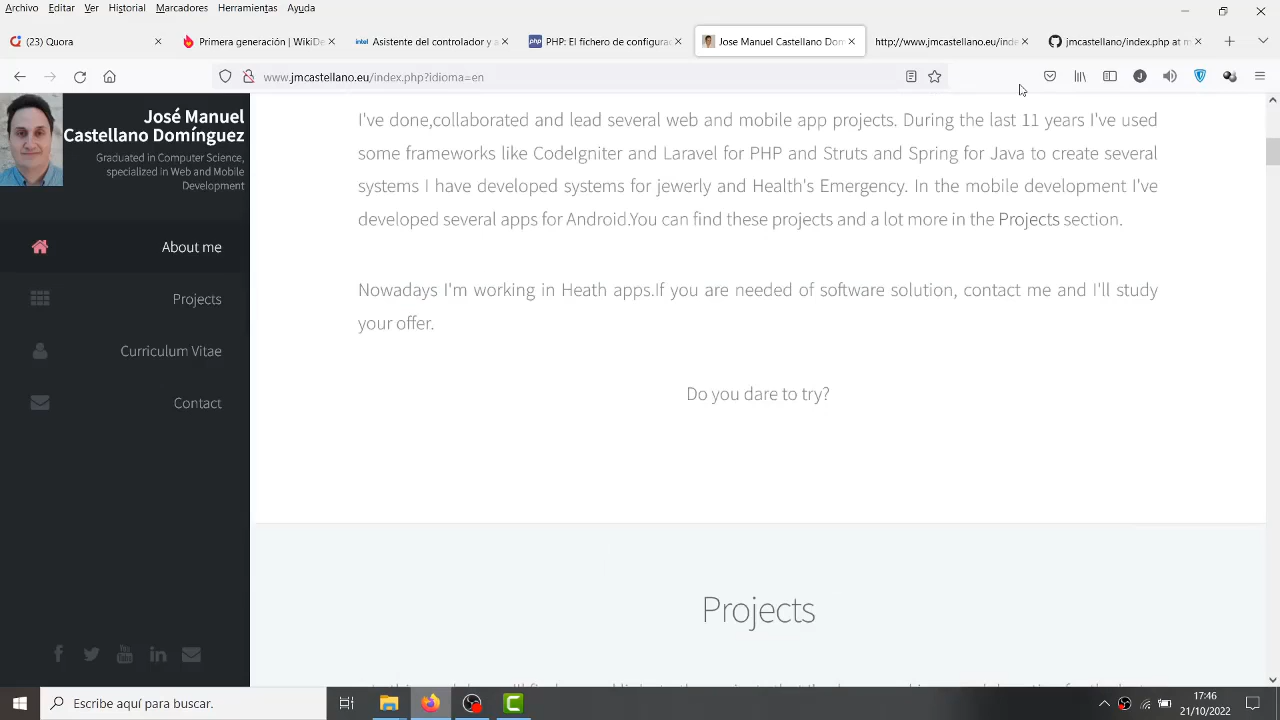 Archivo Editar Ver Historial Marcadores Herramientas Ayuda
(23) Quora
Primera generación | WikiDe
intel Asistente del controlador y s
php PHP: El fichero de configurac
Jose Manuel Castellano Dom
http://www.jmcastellano.eu/inde
jmcastellano/index.php at m
www.jmcastellano.eu/index.php?idioma=en
José Manuel
Castellano Domínguez
Graduated in Computer Science,
specialized in Web and Mobile
Development
About me
Projects
Curriculum Vitae
Contact
I've done,collaborated and lead several web and mobile app projects. During the last 11 years I've used
some frameworks like CodeIgniter and Laravel for PHP and Struts and Spring for Java to create several
systems I have developed systems for jewerly and Health's Emergency. In the mobile development I've
developed several apps for Android.You can find these projects and a lot more in the Projects section.
Nowadays I'm working in Heath apps.If you are needed of software solution, contact me and I'll study
your offer.
Do you dare to try?
Projects
Escribe aquí para buscar.
17:46
21/10/2022